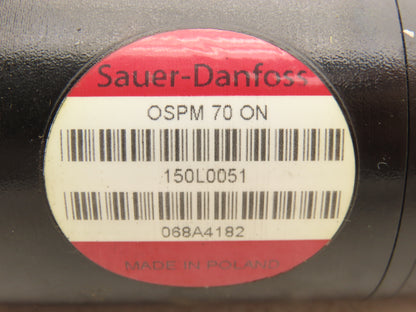 Sauer-Danfoss
OSPM 70 ON
150L0051
068A4182
MADE IN POLAND